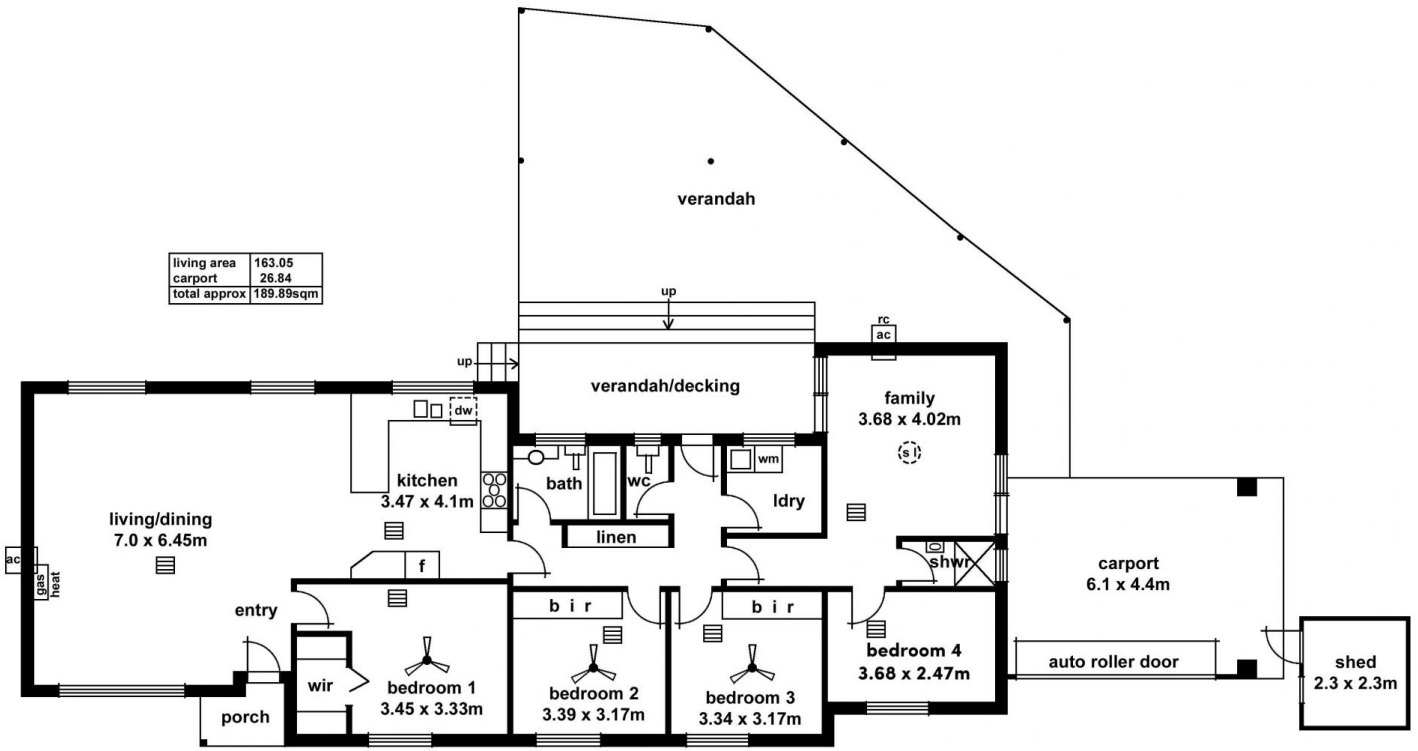 verandah
living area 163.05
carport 26.84
total approx 189.89sqm
up
up
rc
ac
verandah/decking
family
3.68 x 4.02m
s l
dw
kitchen
3.47 x 4.1m
bath
wc
wm
ldry
living/dining
7.0 x 6.45m
linen
ac
gas
heat
f
shwr
carport
6.1 x 4.4m
entry
b i r
b i r
bedroom 4
3.68 x 2.47m
auto roller door
shed
2.3 x 2.3m
wir
bedroom 1
3.45 x 3.33m
bedroom 2
3.39 x 3.17m
bedroom 3
3.34 x 3.17m
porch